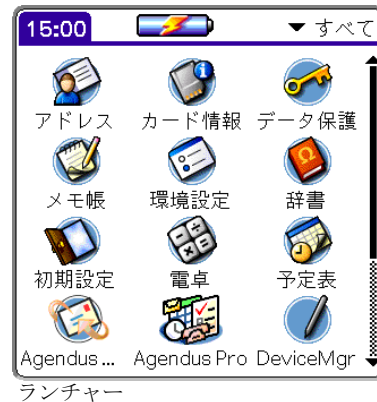 15:00 ▼ すべて
アドレス カード情報 データ保護
メモ帳 環境設定 辞書
初期設定 電卓 予定表
Agendus ... Agendus Pro DeviceMgr
ランチャー